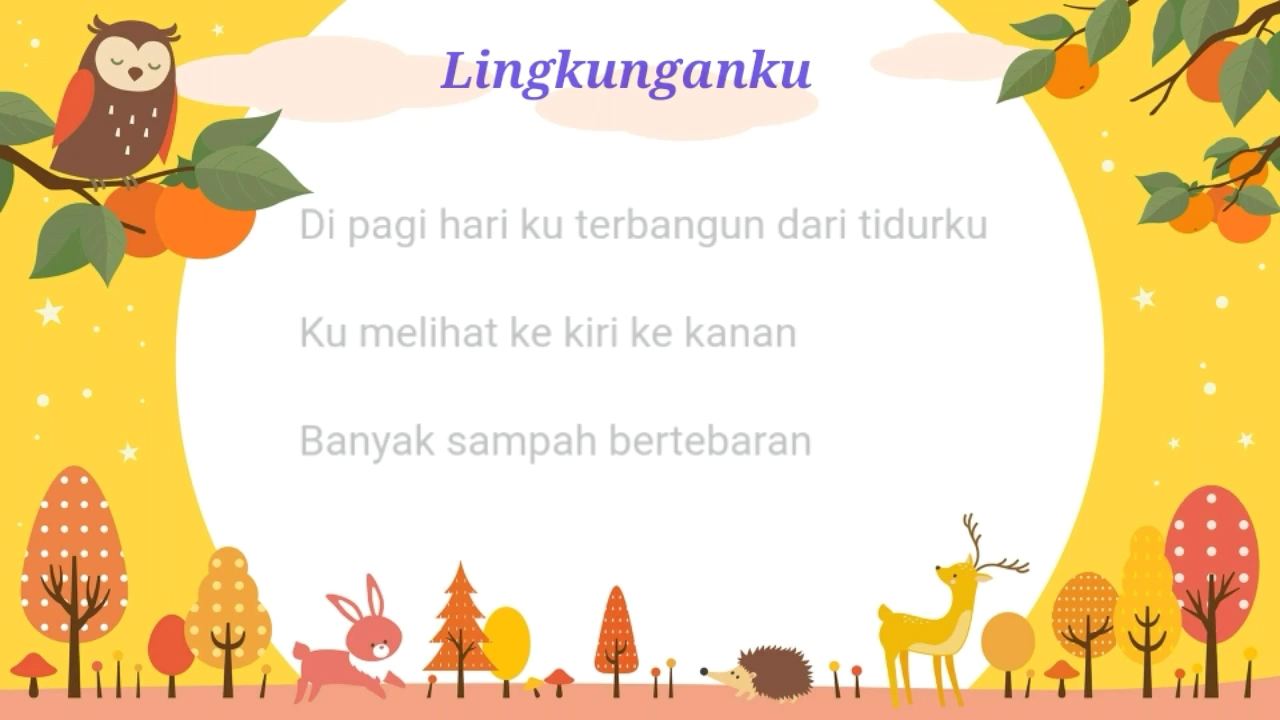 Lingkunganku
Di pagi hari ku terbangun dari tidurku
Ku melihat ke kiri ke kanan
Banyak sampah bertebaran